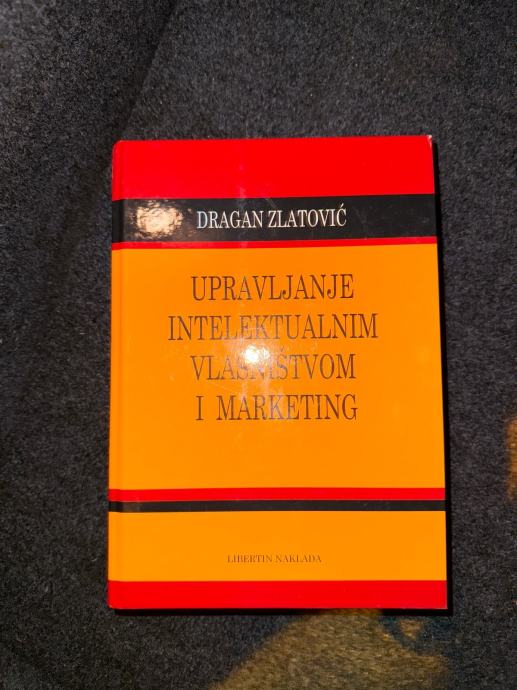 DRAGAN ZLATOVIĆ
UPRAVLJANJE
INTELEKTUALNIM
VLASNIŠTVOM
I MARKETING
LIBERTIN NAKLADA